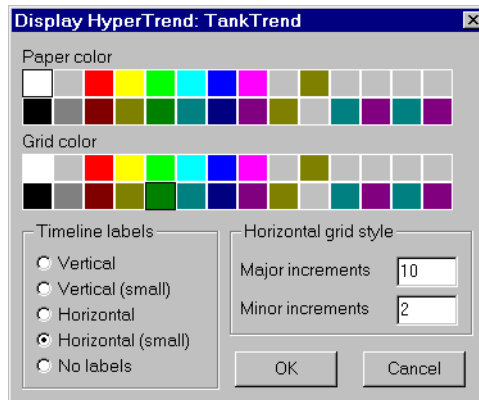 Display HyperTrend: TankTrend
Paper color
Grid color
Timeline labels
Vertical
Vertical (small)
Horizontal
Horizontal (small)
No labels
Horizontal grid style
Major increments 10
Minor increments 2
OK
Cancel